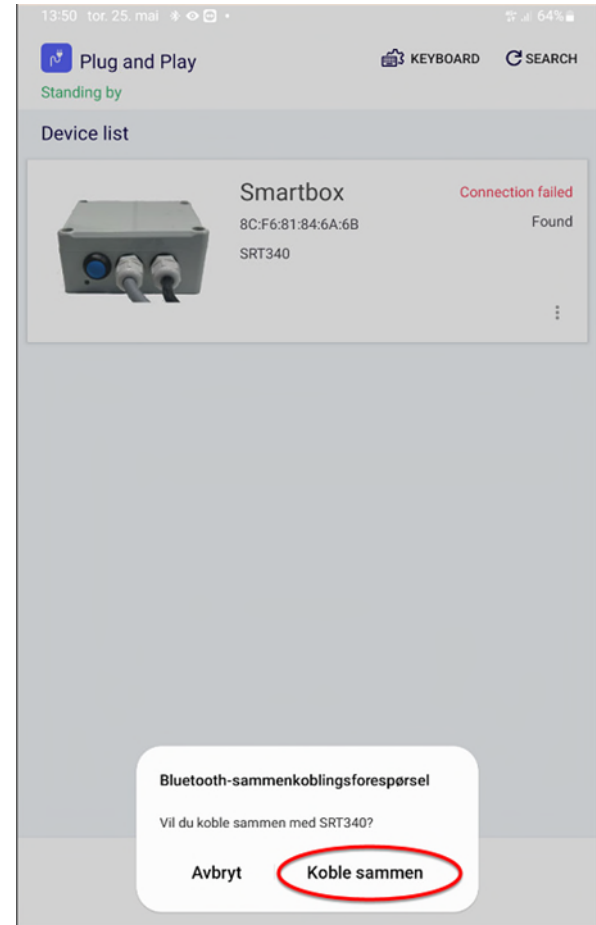 13:50 tor. 25. mai
64%
Plug and Play
KEYBOARD
SEARCH
Standing by
Device list
Smartbox
Connection failed
8C:F6:81:84:6A:6B
Found
SRT340
Bluetooth-sammenkoblingsforespørsel
Vil du koble sammen med SRT340?
Avbryt
Koble sammen